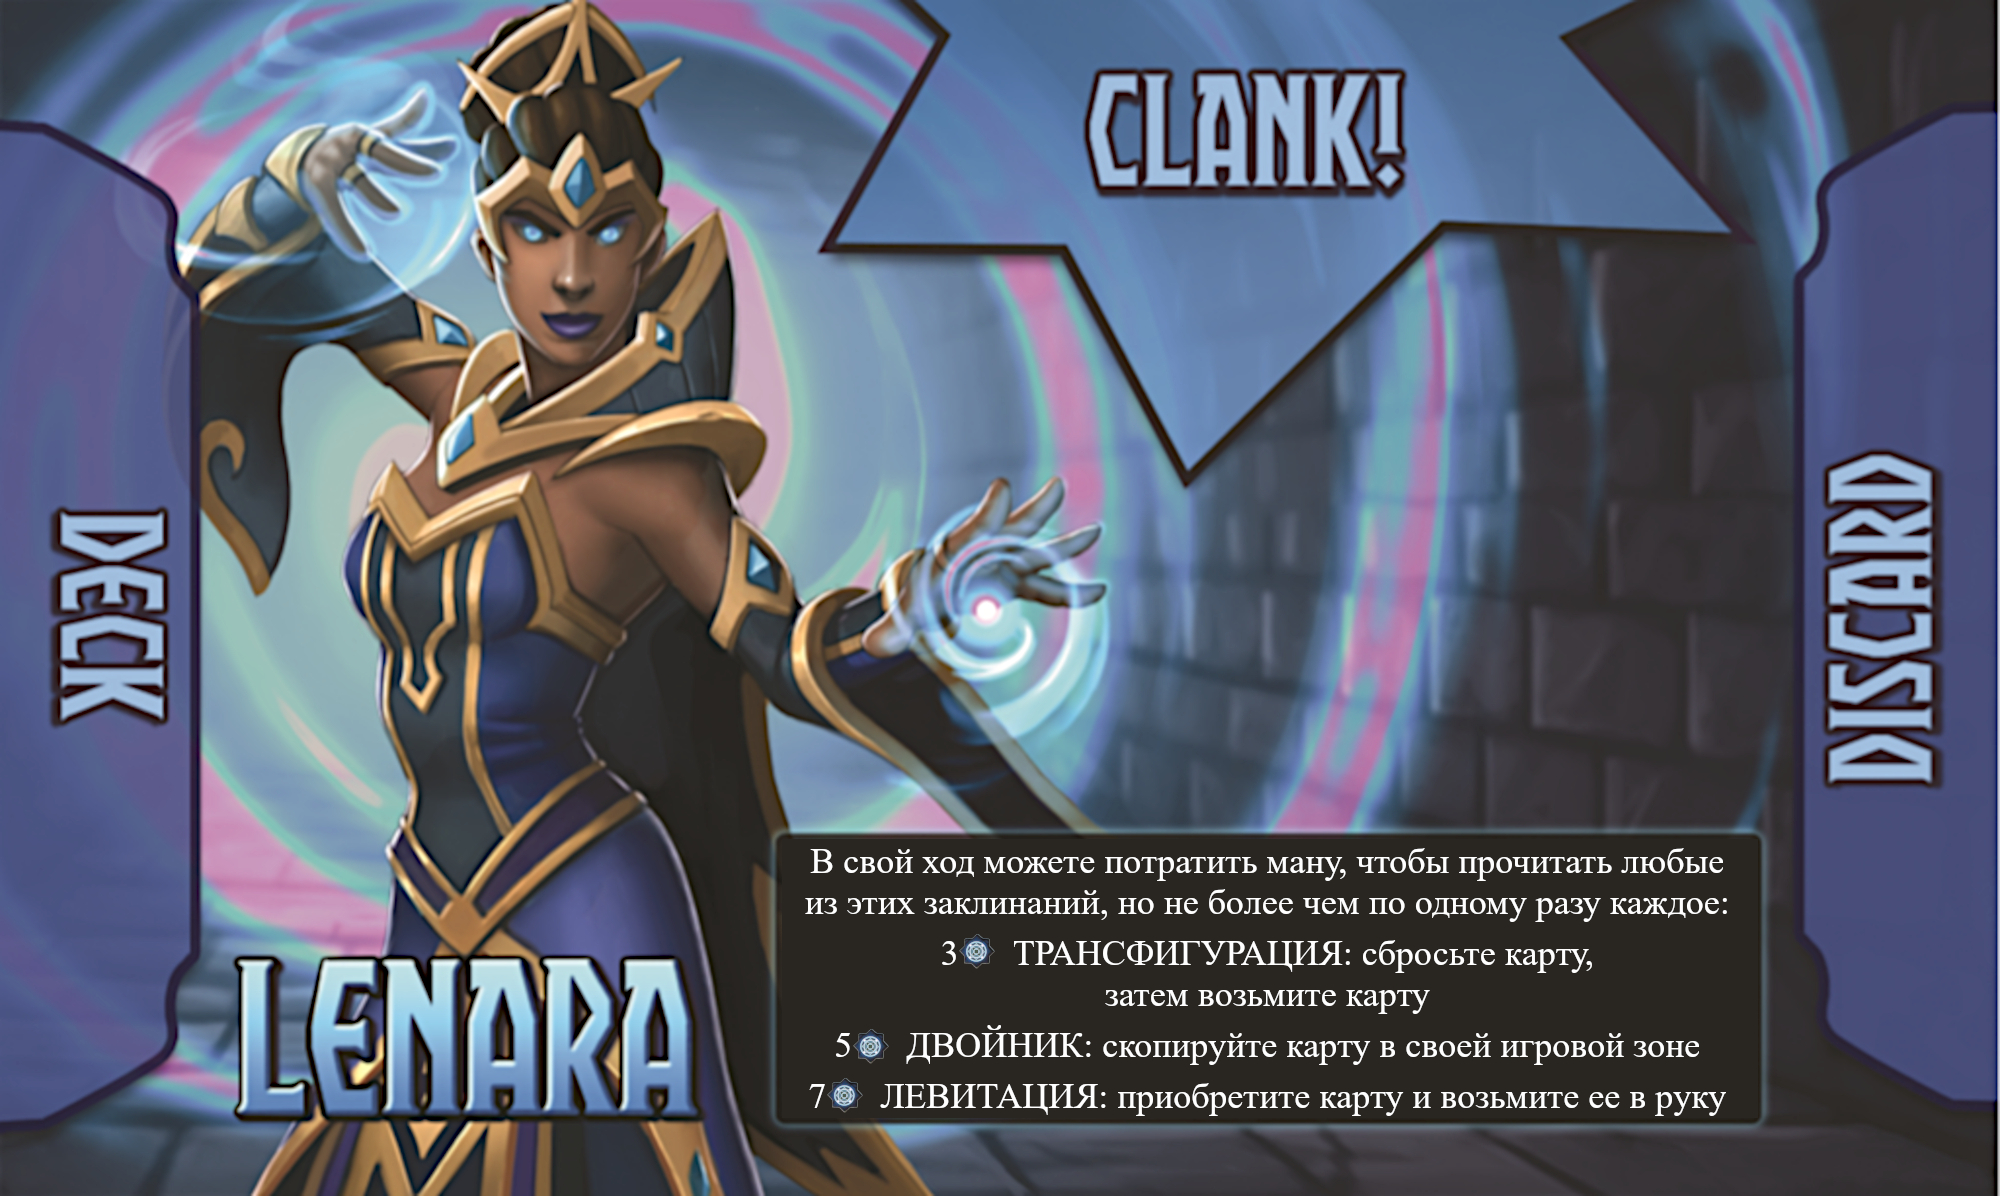 CLANK!
DECK
DISCARD
LENARA
В свой ход можете потратить ману, чтобы прочитать любые
из этих заклинаний, но не более чем по одному разу каждое:
3 ТРАНСФИГУРАЦИЯ: сбросьте карту,
затем возьмите карту
5 ДВОЙНИК: скопируйте карту в своей игровой зоне
7 ЛЕВИТАЦИЯ: приобретите карту и возьмите ее в руку